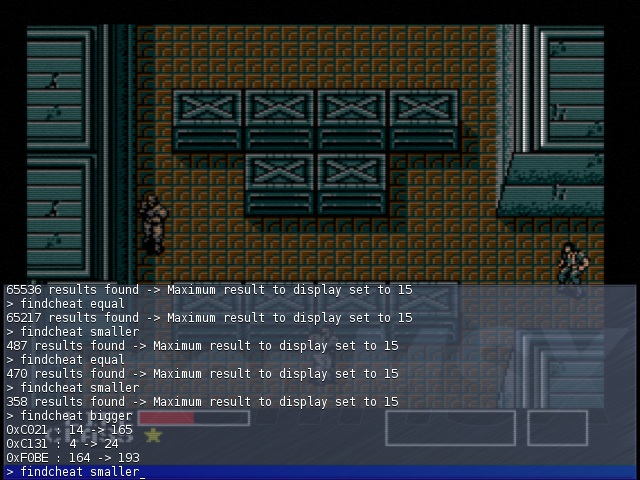 65536 results found -> Maximum result to display set to 15
> findcheat equal
65217 results found -> Maximum result to display set to 15
> findcheat smaller
487 results found -> Maximum result to display set to 15
> findcheat equal
470 results found -> Maximum result to display set to 15
> findcheat smaller
358 results found -> Maximum result to display set to 15
> findcheat bigger
0xC021 : 14 -> 165
0xC131 : 4 -> 24
0xF0BE : 164 -> 193
> findcheat smaller_